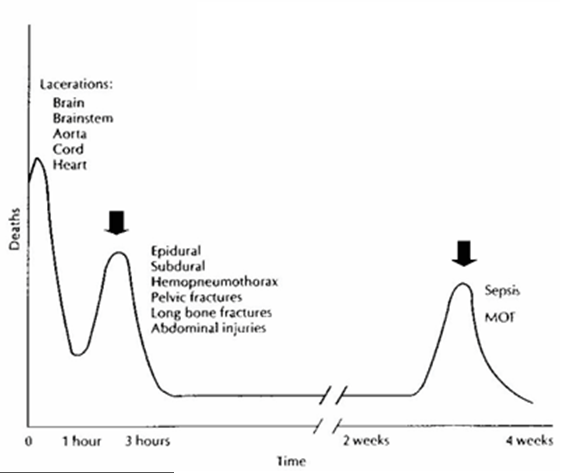 Lacerations:
Brain
Brainstem
Aorta
Cord
Heart
Deaths
Epidural
Subdural
Hemopneumothorax
Pelvic fractures
Long bone fractures
Abdominal injuries
Sepsis
MOF
0 1 hour 3 hours 2 weeks 4 weeks
Time